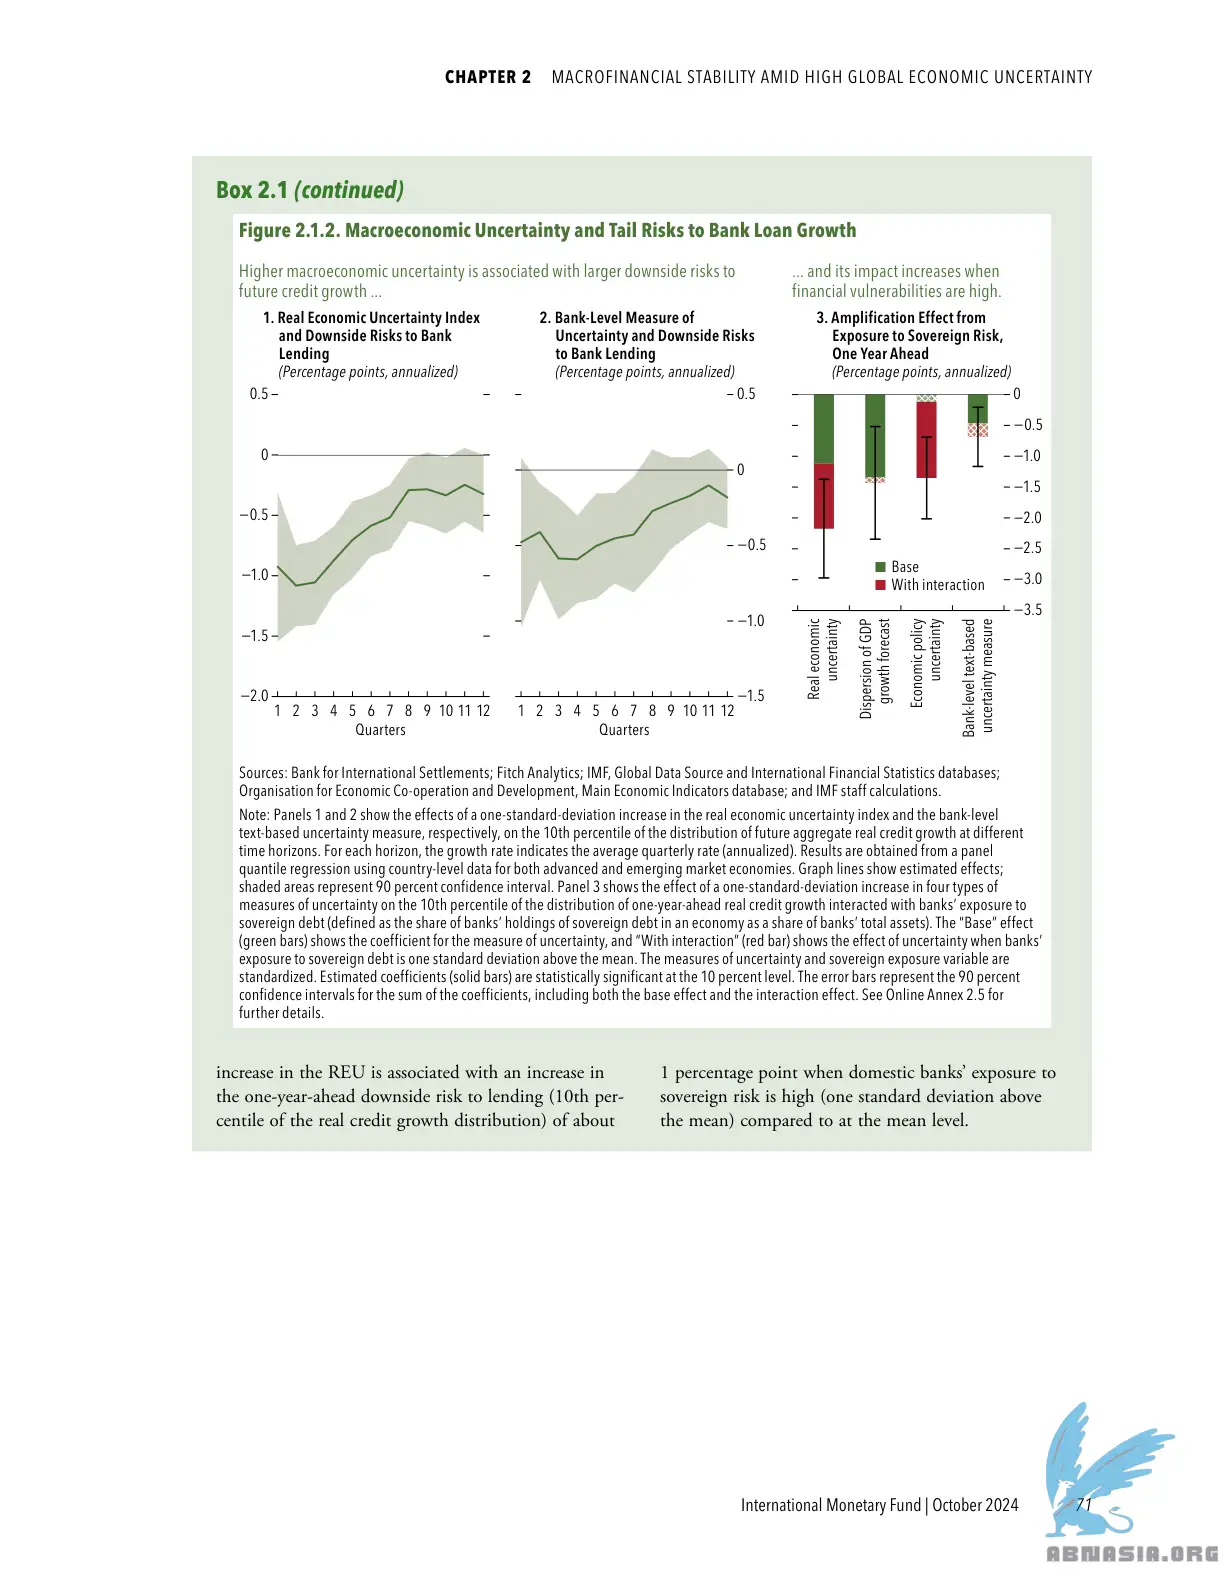 CHAPTER 2 MACROFINANCIAL STABILITY AMID HIGH GLOBAL ECONOMIC UNCERTAINTY
Box 2.1 (continued)
Figure 2.1.2. Macroeconomic Uncertainty and Tail Risks to Bank Loan Growth
Higher macroeconomic uncertainty is associated with larger downside risks to
future credit growth ...
... and its impact increases when
financial vulnerabilities are high.
1. Real Economic Uncertainty Index
and Downside Risks to Bank
Lending
(Percentage points, annualized)
0.5
0
−0.5
−1.0
−1.5
−2.0
1 2 3 4 5 6 7 8 9 10 11 12
Quarters
2. Bank-Level Measure of
Uncertainty and Downside Risks
to Bank Lending
(Percentage points, annualized)
0.5
0
−0.5
−1.0
−1.5
1 2 3 4 5 6 7 8 9 10 11 12
Quarters
3. Amplification Effect from
Exposure to Sovereign Risk,
One Year Ahead
(Percentage points, annualized)
0
−0.5
−1.0
−1.5
−2.0
−2.5
−3.0
−3.5
Base
With interaction
Real economic
uncertainty
Dispersion of GDP
growth forecast
Economic policy
uncertainty
Bank-level text-based
uncertainty measure
Sources: Bank for International Settlements; Fitch Analytics; IMF, Global Data Source and International Financial Statistics databases;
Organisation for Economic Co-operation and Development, Main Economic Indicators database; and IMF staff calculations.
Note: Panels 1 and 2 show the effects of a one-standard-deviation increase in the real economic uncertainty index and the bank-level
text-based uncertainty measure, respectively, on the 10th percentile of the distribution of future aggregate real credit growth at different
time horizons. For each horizon, the growth rate indicates the average quarterly rate (annualized). Results are obtained from a panel
quantile regression using country-level data for both advanced and emerging market economies. Graph lines show estimated effects;
shaded areas represent 90 percent confidence interval. Panel 3 shows the effect of a one-standard-deviation increase in four types of
measures of uncertainty on the 10th percentile of the distribution of one-year-ahead real credit growth interacted with banks’ exposure to
sovereign debt (defined as the share of banks’ holdings of sovereign debt in an economy as a share of banks’ total assets). The “Base” effect
(green bars) shows the coefficient for the measure of uncertainty, and “With interaction” (red bar) shows the effect of uncertainty when banks’
exposure to sovereign debt is one standard deviation above the mean. The measures of uncertainty and sovereign exposure variable are
standardized. Estimated coefficients (solid bars) are statistically significant at the 10 percent level. The error bars represent the 90 percent
confidence intervals for the sum of the coefficients, including both the base effect and the interaction effect. See Online Annex 2.5 for
further details.
increase in the REU is associated with an increase in
the one-year-ahead downside risk to lending (10th per-
centile of the real credit growth distribution) of about
1 percentage point when domestic banks’ exposure to
sovereign risk is high (one standard deviation above
the mean) compared to at the mean level.
International Monetary Fund | October 2024 71
ABNASIA.ORG